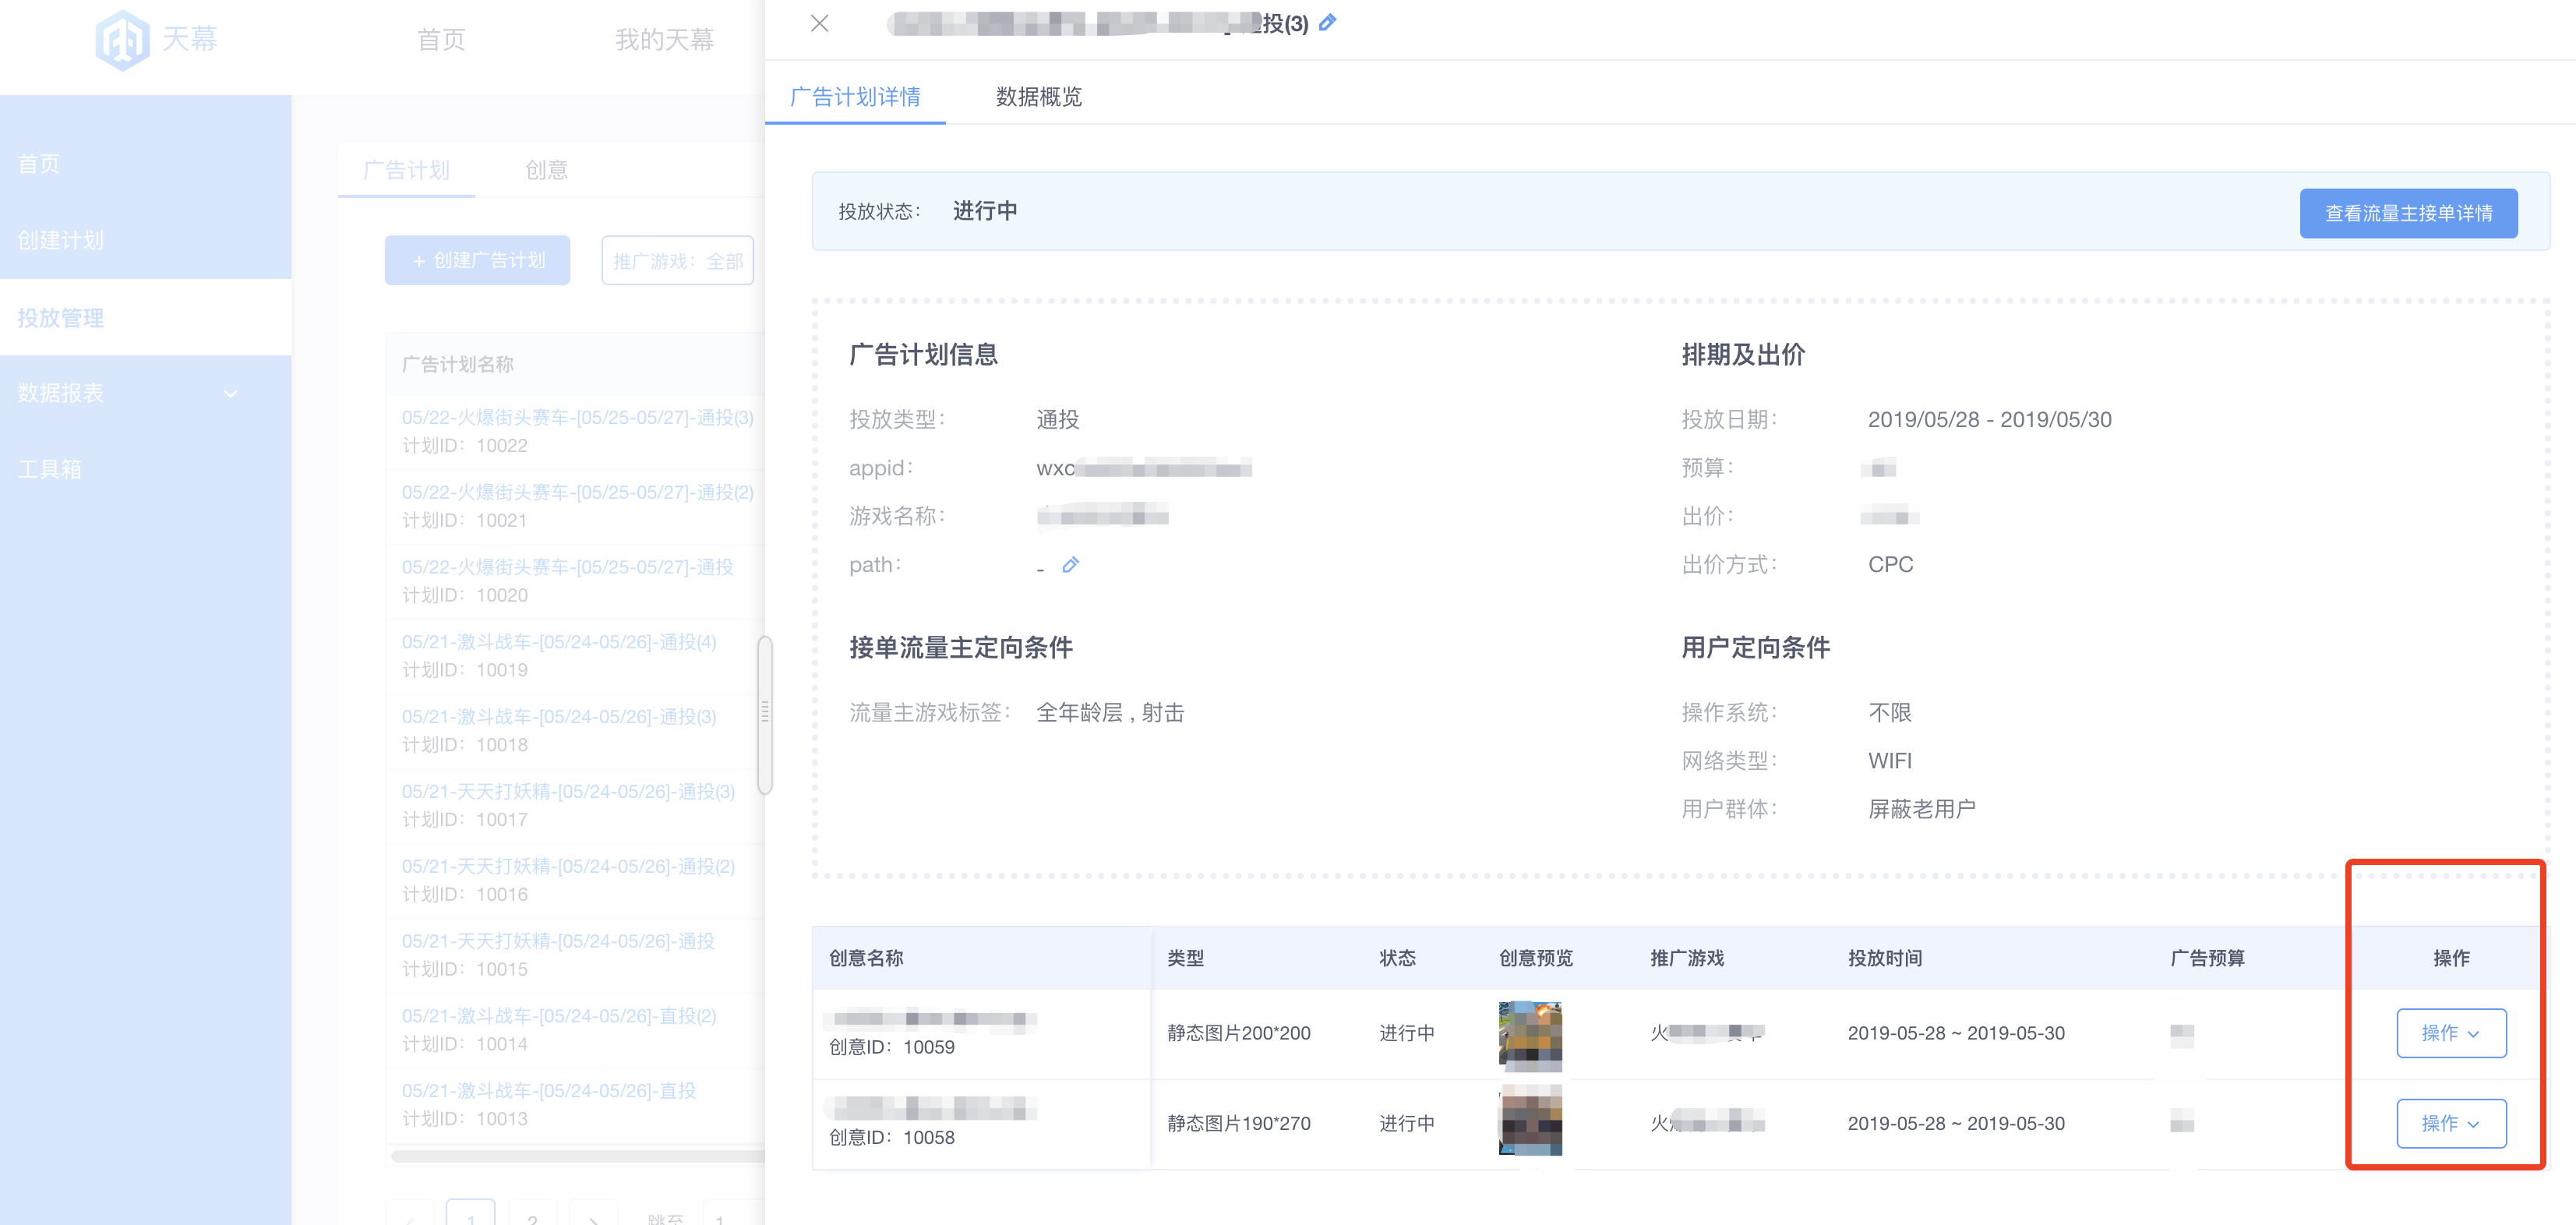 天幕
首页
我的天幕
投(3)
首页
创建计划
投放管理
数据报表
工具箱
广告计划
创意
+ 创建广告计划
推广游戏：全部
广告计划名称
05/22-火爆街头赛车-[05/25-05/27]-通投(3)
计划ID：10022
05/22-火爆街头赛车-[05/25-05/27]-通投(2)
计划ID：10021
05/22-火爆街头赛车-[05/25-05/27]-通投
计划ID：10020
05/21-激斗战车-[05/24-05/26]-通投(4)
计划ID：10019
05/21-激斗战车-[05/24-05/26]-通投(3)
计划ID：10018
05/21-天天打妖精-[05/24-05/26]-通投(3)
计划ID：10017
05/21-天天打妖精-[05/24-05/26]-通投(2)
计划ID：10016
05/21-天天打妖精-[05/24-05/26]-通投
计划ID：10015
05/21-激斗战车-[05/24-05/26]-直投(2)
计划ID：10014
05/21-激斗战车-[05/24-05/26]-直投
计划ID：10013
1
2
跳至
1
广告计划详情
数据概览
投放状态：
进行中
查看流量主接单详情
广告计划信息
投放类型：
通投
appid：
wxc
游戏名称：
path：
-
排期及出价
投放日期：
2019/05/28 - 2019/05/30
预算：
出价：
出价方式：
CPC
接单流量主定向条件
流量主游戏标签：
全年龄层 , 射击
用户定向条件
操作系统：
不限
网络类型：
WIFI
用户群体：
屏蔽老用户
创意名称
类型
状态
创意预览
推广游戏
投放时间
广告预算
操作
创意ID：10059
静态图片200*200
进行中
火
2019-05-28 ~ 2019-05-30
操作
创意ID：10058
静态图片190*270
进行中
火
2019-05-28 ~ 2019-05-30
操作